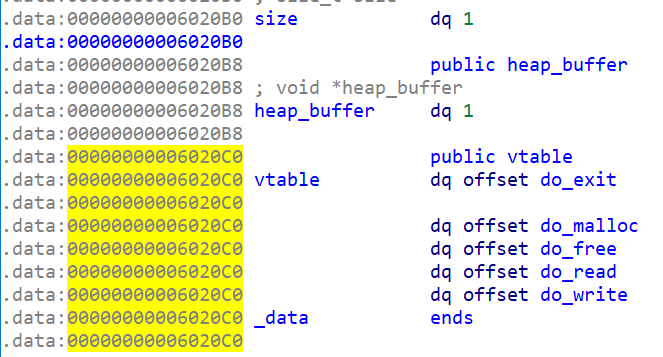 .data:00000000006020B0 size dq 1
.data:00000000006020B0
.data:00000000006020B8 public heap_buffer
.data:00000000006020B8 ; void *heap_buffer
.data:00000000006020B8 heap_buffer dq 1
.data:00000000006020B8
.data:00000000006020C0 public vtable
.data:00000000006020C0 vtable dq offset do_exit
.data:00000000006020C0
.data:00000000006020C0 dq offset do_malloc
.data:00000000006020C0 dq offset do_free
.data:00000000006020C0 dq offset do_read
.data:00000000006020C0 dq offset do_write
.data:00000000006020C0 _data ends
.data:00000000006020C0